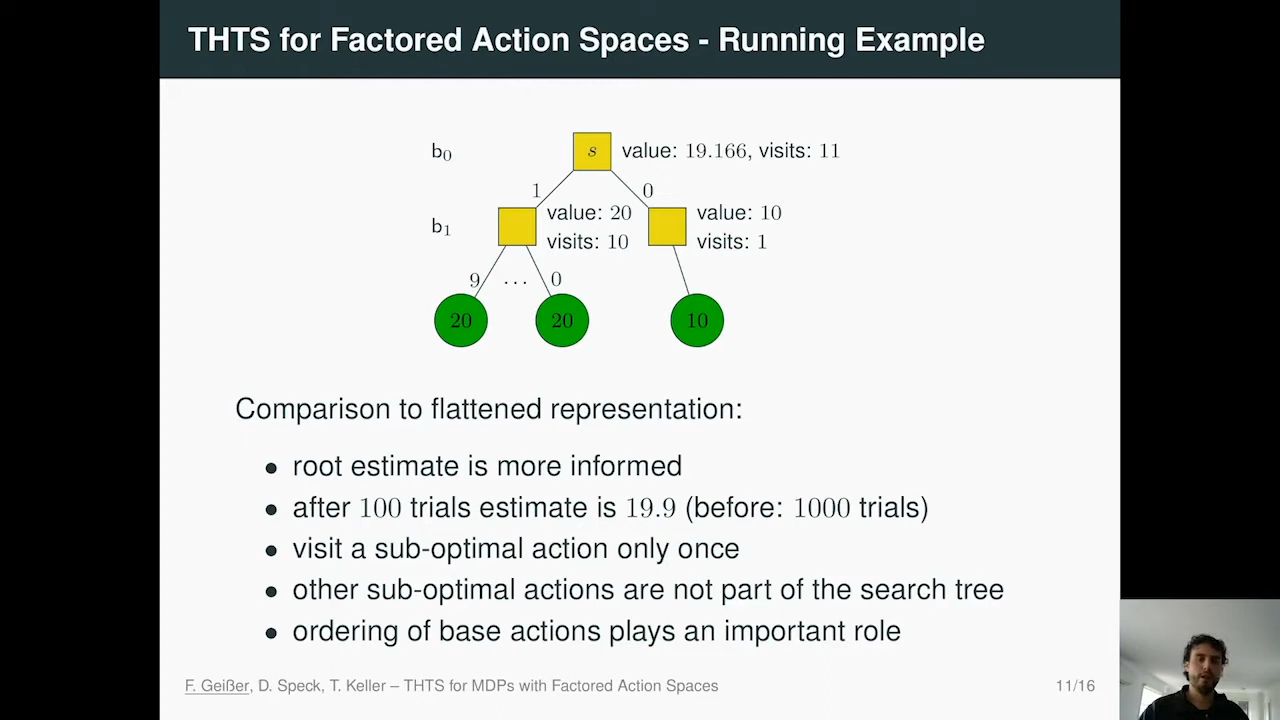 THTS for Factored Action Spaces - Running Example
b0 s value: 19.166, visits: 11
1 0
b1 value: 20 value: 10
visits: 10 visits: 1
9 ... 0
20 20 10
Comparison to flattened representation:
• root estimate is more informed
• after 100 trials estimate is 19.9 (before: 1000 trials)
• visit a sub-optimal action only once
• other sub-optimal actions are not part of the search tree
• ordering of base actions plays an important role
F. Geißer, D. Speck, T. Keller – THTS for MDPs with Factored Action Spaces 11/16